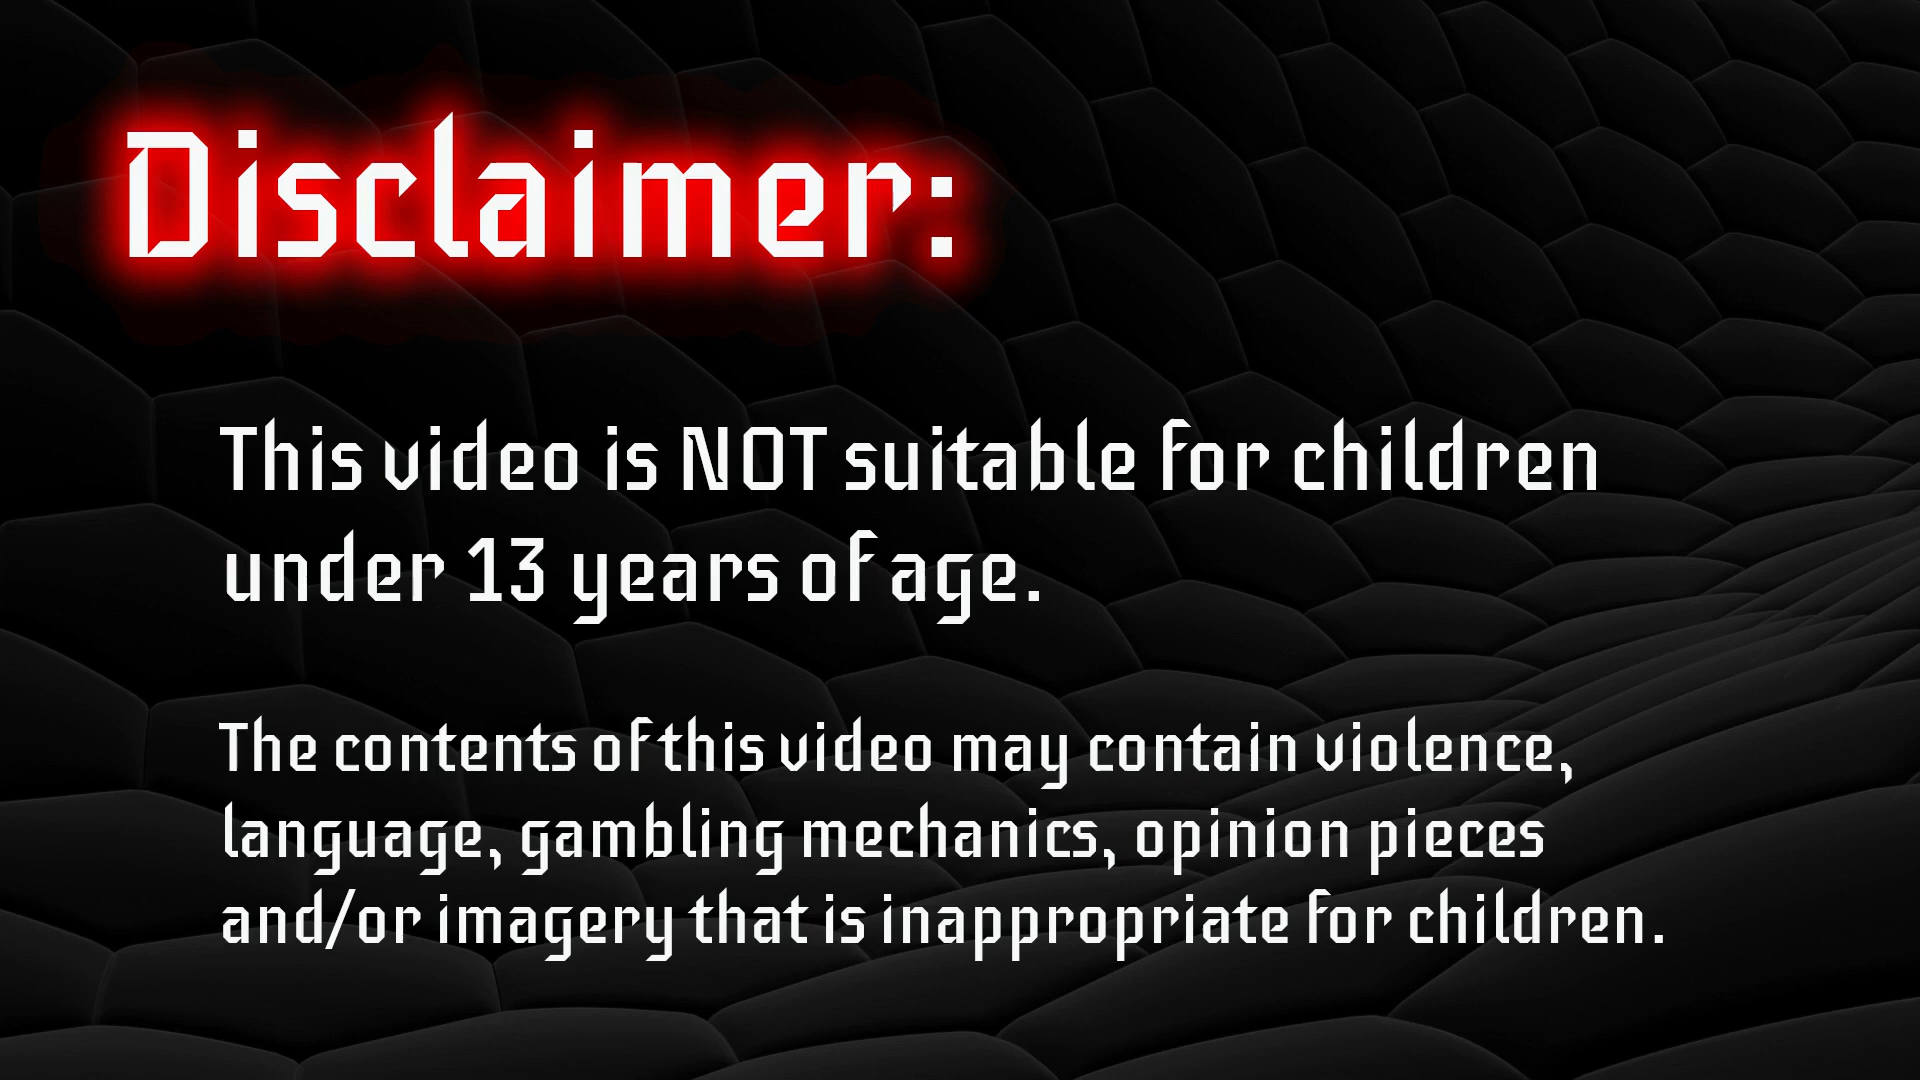 Disclaimer:
This video is NOT suitable for children
under 13 years of age.
The contents of this video may contain violence,
language, gambling mechanics, opinion pieces
and/or imagery that is inappropriate for children.